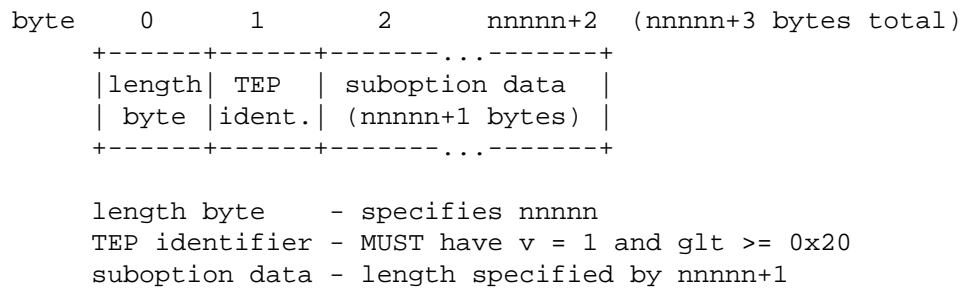 byte    0      1        2      nnnnn+2  (nnnnn+3 bytes total)
     +------+------+-------...-------+
     |length| TEP  | suboption data  |
     | byte |ident.| (nnnnn+1 bytes) |
     +------+------+-------...-------+
     length byte    - specifies nnnnn
     TEP identifier - MUST have v = 1 and glt >= 0x20
     suboption data - length specified by nnnnn+1